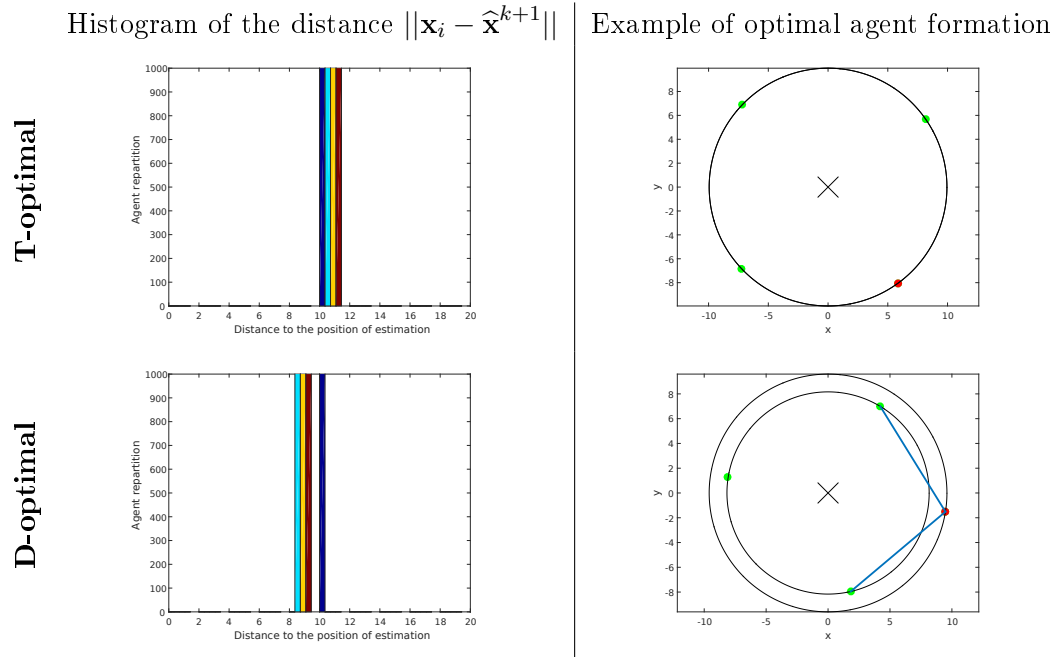 Histogram of the distance ||x_i − x̂^{k+1}||
Example of optimal agent formation
T-optimal
Agent repartition
1000
900
800
700
600
500
400
300
200
100
0
0 2 4 6 8 10 12 14 16 18 20
Distance to the position of estimation
y
8
6
4
2
0
-2
-4
-6
-8
-10 -5 0 5 10
x
D-optimal
Agent repartition
1000
900
800
700
600
500
400
300
200
100
0
0 2 4 6 8 10 12 14 16 18 20
Distance to the position of estimation
y
8
6
4
2
0
-2
-4
-6
-8
-10 -5 0 5 10
x